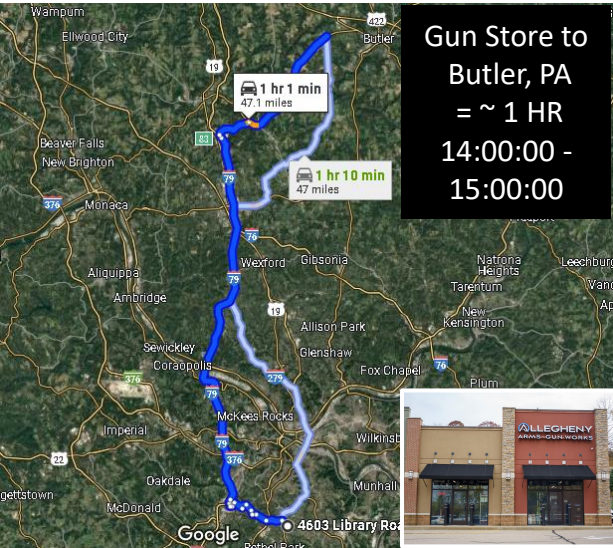 Wampum
Ellwood City
422
Butler
19
1 hr 1 min
47.1 miles
Gun Store to
Butler, PA
= ~ 1 HR
14:00:00 -
15:00:00
Beaver Falls
New Brighton
79
1 hr 10 min
47 miles
376
Monaca
76
Wexford
Gibsonia
Natrona
Heights
Leechburg
79
Tarentum
Aliquippa
Ambridge
19
New
Kensington
Allison Park
Sewickley
Glenshaw
Coraopolis
376
279
Fox Chapel
76
79
Plum
McKees Rocks
Imperial
79
376
Wilkinsb
22
Oakdale
Munhall
gettstown
McDonald
Google
4603 Library Roa
Bethel Park
ALLEGHENY
ARMS & GUN WORKS